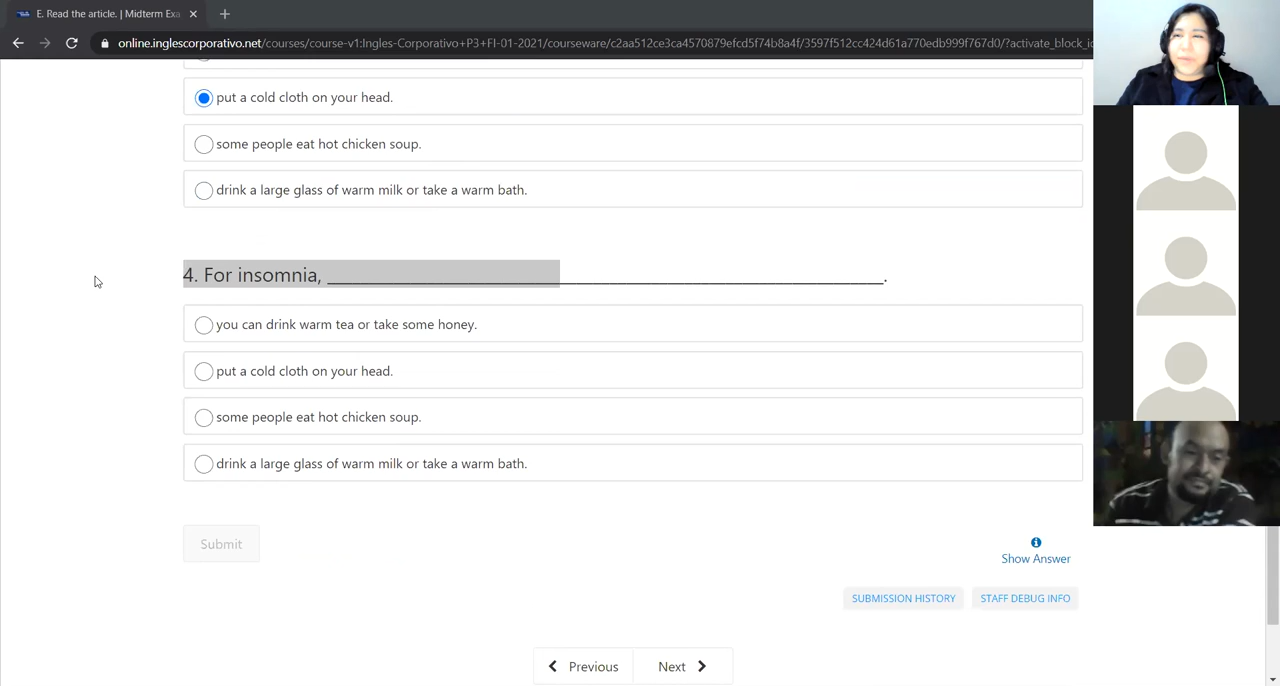 E. Read the article. | Midterm Exa
online.inglescorporativo.net/courses/course-v1:Ingles-Corporativo+P3+FI-01-2021/courseware/c2aa512ce3ca4570879efcd5f74b8a4f/3597f512cc424d61a770edb999f767d0/?activate_block_i
put a cold cloth on your head.
some people eat hot chicken soup.
drink a large glass of warm milk or take a warm bath.
4. For insomnia, ______________________________________________.
you can drink warm tea or take some honey.
put a cold cloth on your head.
some people eat hot chicken soup.
drink a large glass of warm milk or take a warm bath.
Submit
Show Answer
SUBMISSION HISTORY
STAFF DEBUG INFO
Previous
Next